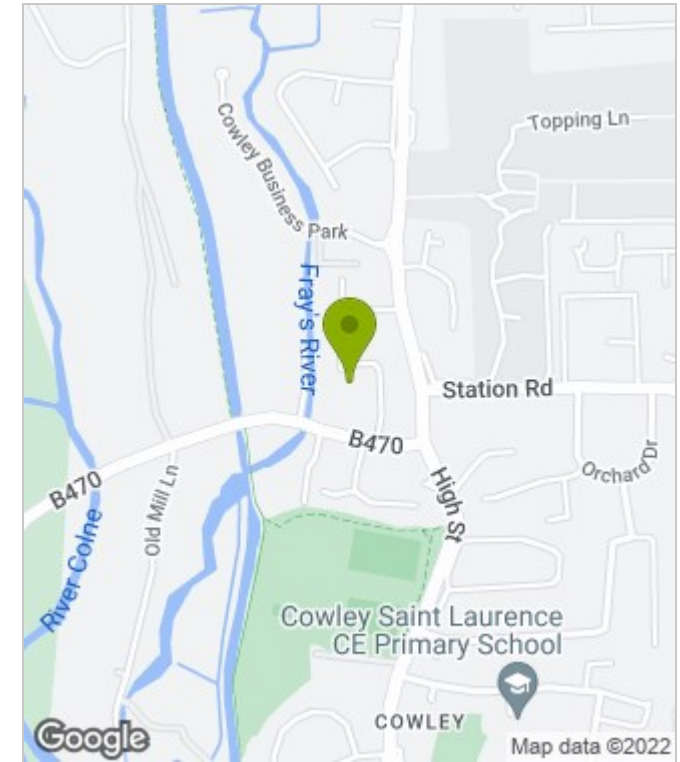 Topping Ln
Cowley Business Park
Fray's River
Station Rd
B470
High St
Orchard Dr
B470
Old Mill Ln
River Colne
Cowley Saint Laurence
CE Primary School
COWLEY
Google
Map data ©2022